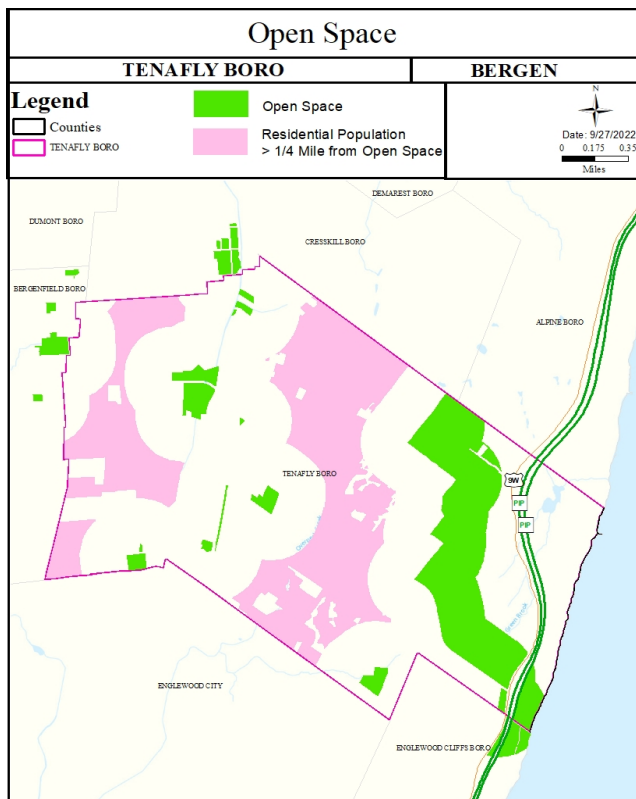 Open Space
TENAFLY BORO
BERGEN
Legend
Counties
TENAFLY BORO
Open Space
Residential Population
> 1/4 Mile from Open Space
N
Date: 9/27/2022
0 0.175 0.35
Miles
DEMAREST BORO
DUMONT BORO
CRESSKILL BORO
BERGENFIELD BORO
ALPINE BORO
TENAFLY BORO
9W
PIP
PIP
Green Brook
ENGLEWOOD CITY
ENGLEWOOD CLIFFS BORO